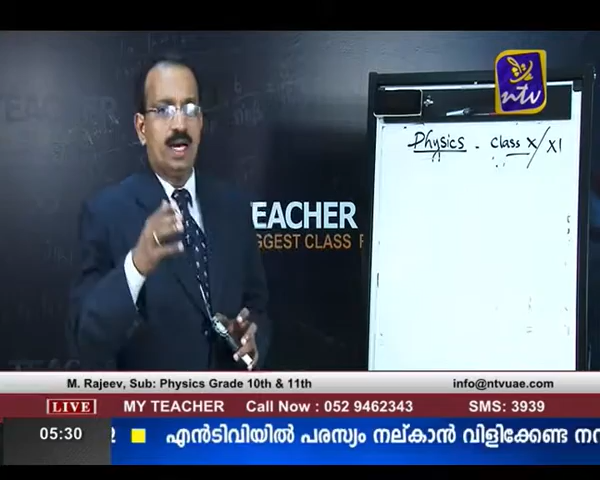 ntv
Physics - Class X/XI
TEACHER
GGEST CLASS
M. Rajeev, Sub: Physics Grade 10th & 11th info@ntvuae.com
LIVE MY TEACHER Call Now : 052 9462343 SMS: 3939
05:30 എൻടിവിയിൽ പരസ്യം നല്കാൻ വിളിക്കേണ്ട